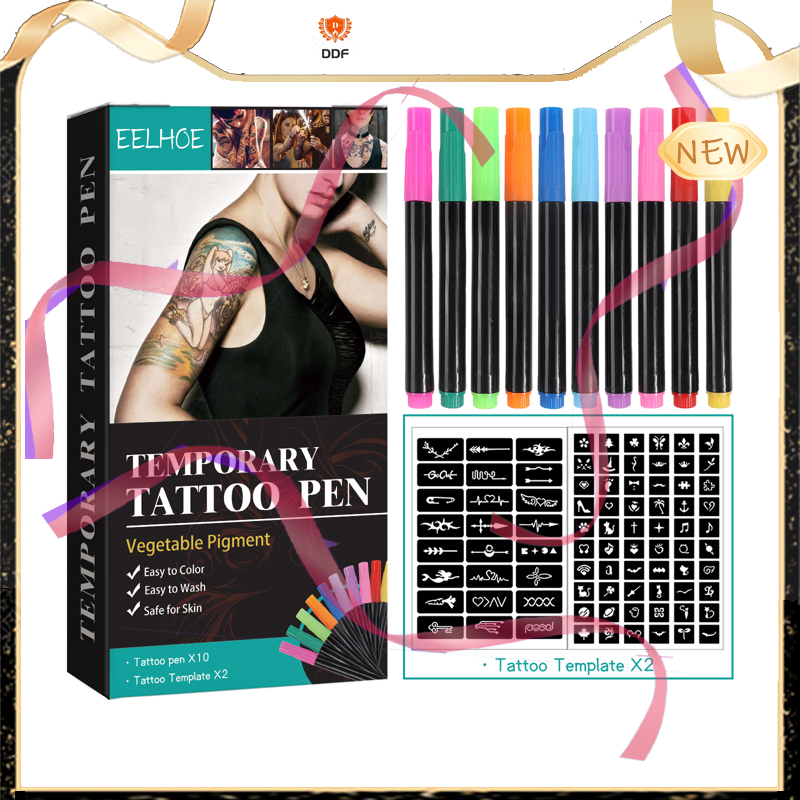 DDF
EELHOE
NEW
TEMPORARY TATTOO PEN
TEMPORARY
TATTOO PEN
Vegetable Pigment
Easy to Color
Easy to Wash
Safe for Skin
· Tattoo pen X10
· Tattoo Template X2
· Tattoo Template X2